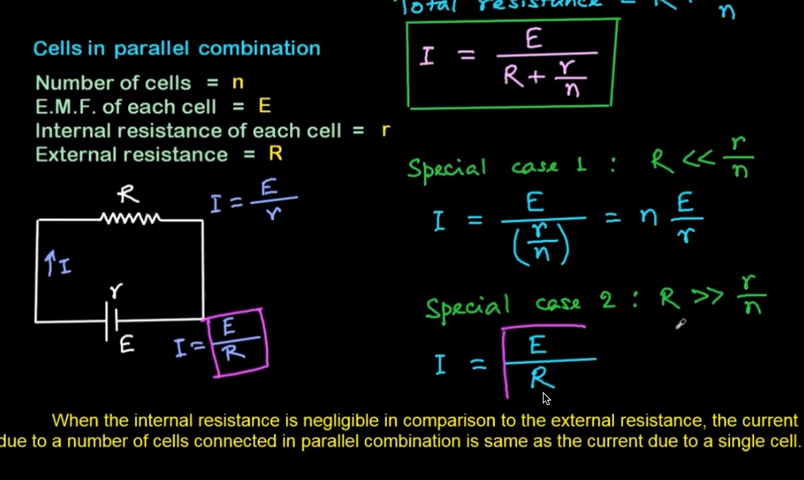 Total resistance = R + r/n
Cells in parallel combination
Number of cells = n
E.M.F. of each cell = E
Internal resistance of each cell = r
External resistance = R
I = E / (R + r/n)
R
I = E/r
↑I
r
E
I = E/R
Special case 1 : R << r/n
I = E / (r/n) = n E/r
Special case 2 : R >> r/n
I = E/R
When the internal resistance is negligible in comparison to the external resistance, the current
due to a number of cells connected in parallel combination is same as the current due to a single cell.